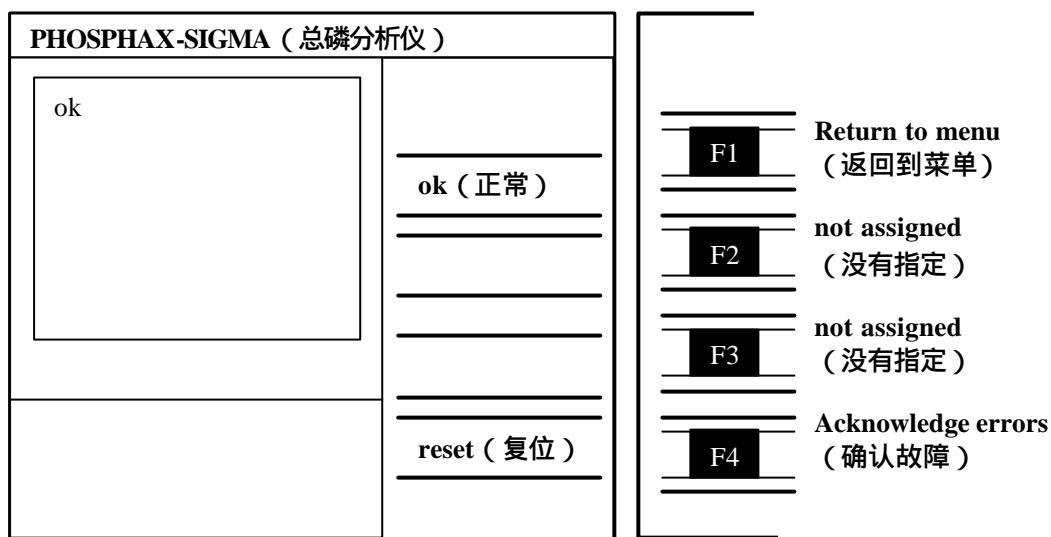 PHOSPHAX-SIGMA（总磷分析仪）
ok
ok（正常）
reset（复位）
F1
Return to menu
（返回到菜单）
F2
not assigned
（没有指定）
F3
not assigned
（没有指定）
F4
Acknowledge errors
（确认故障）